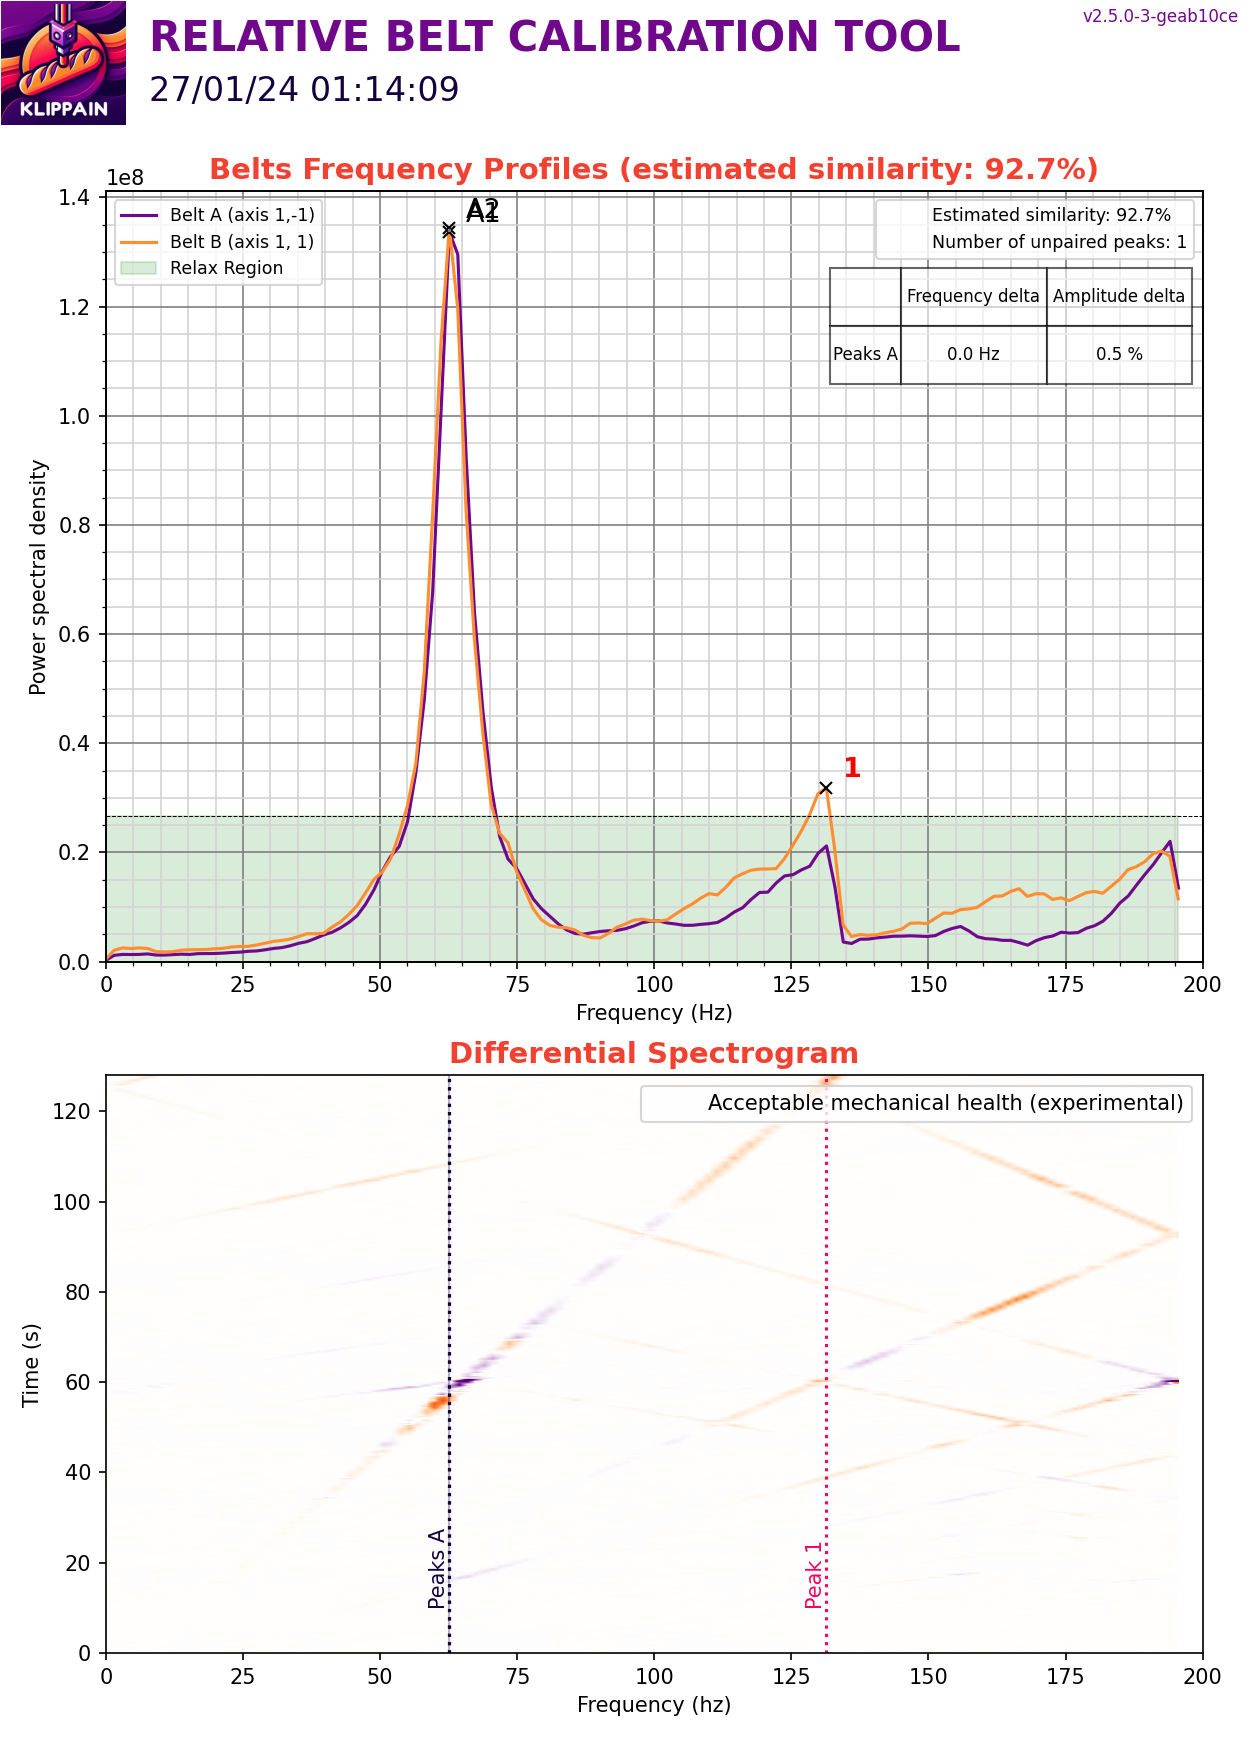 v2.5.0-3-geab10ce
RELATIVE BELT CALIBRATION TOOL
27/01/24 01:14:09
KLIPPAIN
Belts Frequency Profiles (estimated similarity: 92.7%)
1e8
Belt A (axis 1,-1)
Belt B (axis 1, 1)
Relax Region
A2
A1
Estimated similarity: 92.7%
Number of unpaired peaks: 1
Frequency delta Amplitude delta
Peaks A 0.0 Hz 0.5 %
1
Power spectral density
1.4
1.2
1.0
0.8
0.6
0.4
0.2
0.0
0 25 50 75 100 125 150 175 200
Frequency (Hz)
Differential Spectrogram
Acceptable mechanical health (experimental)
Time (s)
120
100
80
60
40
20
0
Peaks A
Peak 1
0 25 50 75 100 125 150 175 200
Frequency (hz)